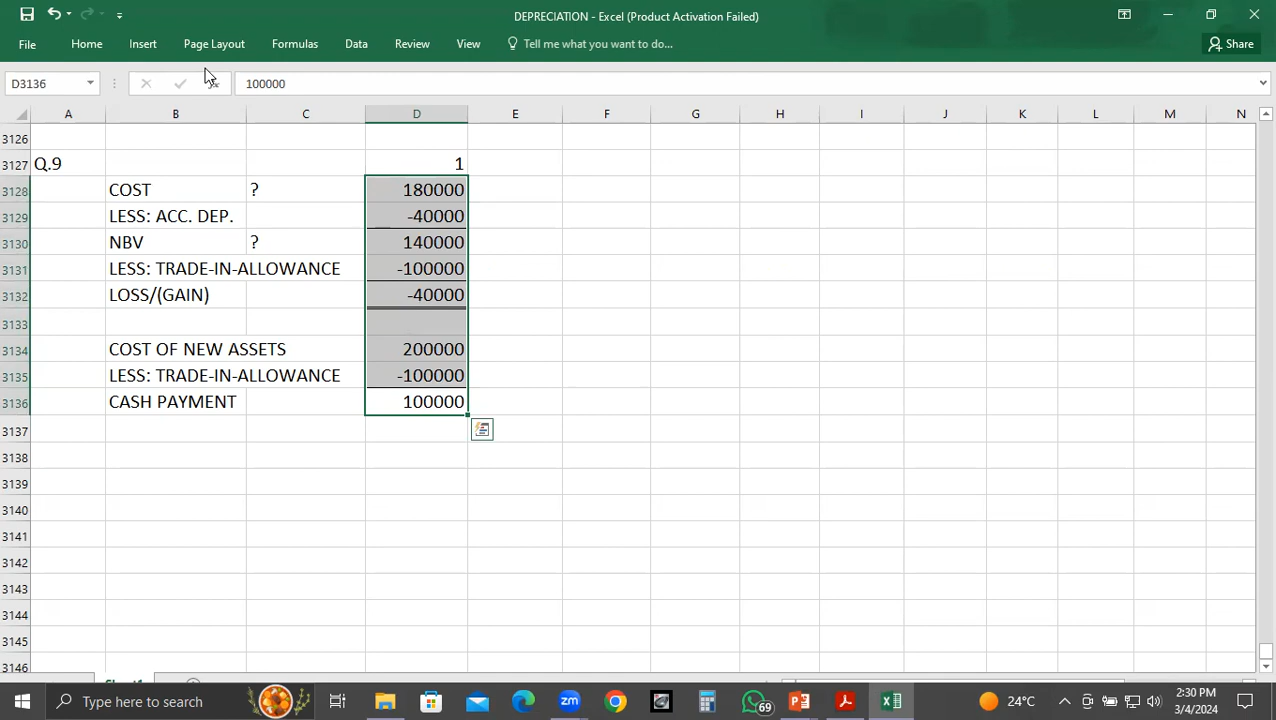 DEPRECIATION - Excel (Product Activation Failed)
File Home Insert Page Layout Formulas Data Review View Tell me what you want to do... Share
D3136 100000
A B C D E F G H I J K L M N
3126
3127 Q.9 1
3128 COST ? 180000
3129 LESS: ACC. DEP. -40000
3130 NBV ? 140000
3131 LESS: TRADE-IN-ALLOWANCE -100000
3132 LOSS/(GAIN) -40000
3133
3134 COST OF NEW ASSETS 200000
3135 LESS: TRADE-IN-ALLOWANCE -100000
3136 CASH PAYMENT 100000
3137
3138
3139
3140
3141
3142
3143
3144
3145
3146
Type here to search 69 24°C 2:30 PM
3/4/2024